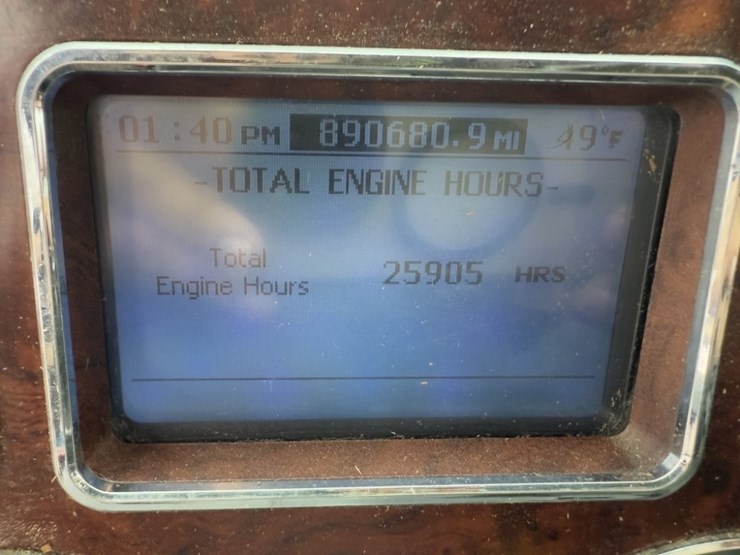 01:40 PM 890680.9 MI 49°F
-TOTAL ENGINE HOURS-
Total
Engine Hours 25905 HRS